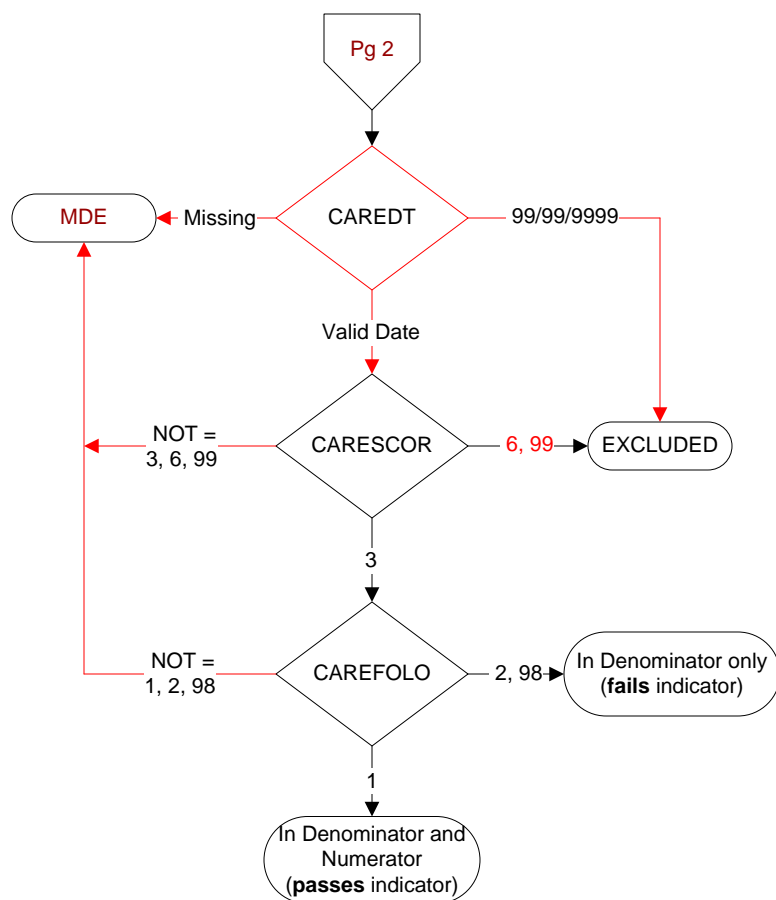 Pg 2
CAREDT
MDE
Missing
99/99/9999
Valid Date
CARESCOR
NOT =
3, 6, 99
6, 99
EXCLUDED
3
CAREFOLO
NOT =
1, 2, 98
2, 98
In Denominator only
(fails indicator)
1
In Denominator and
Numerator
(passes indicator)